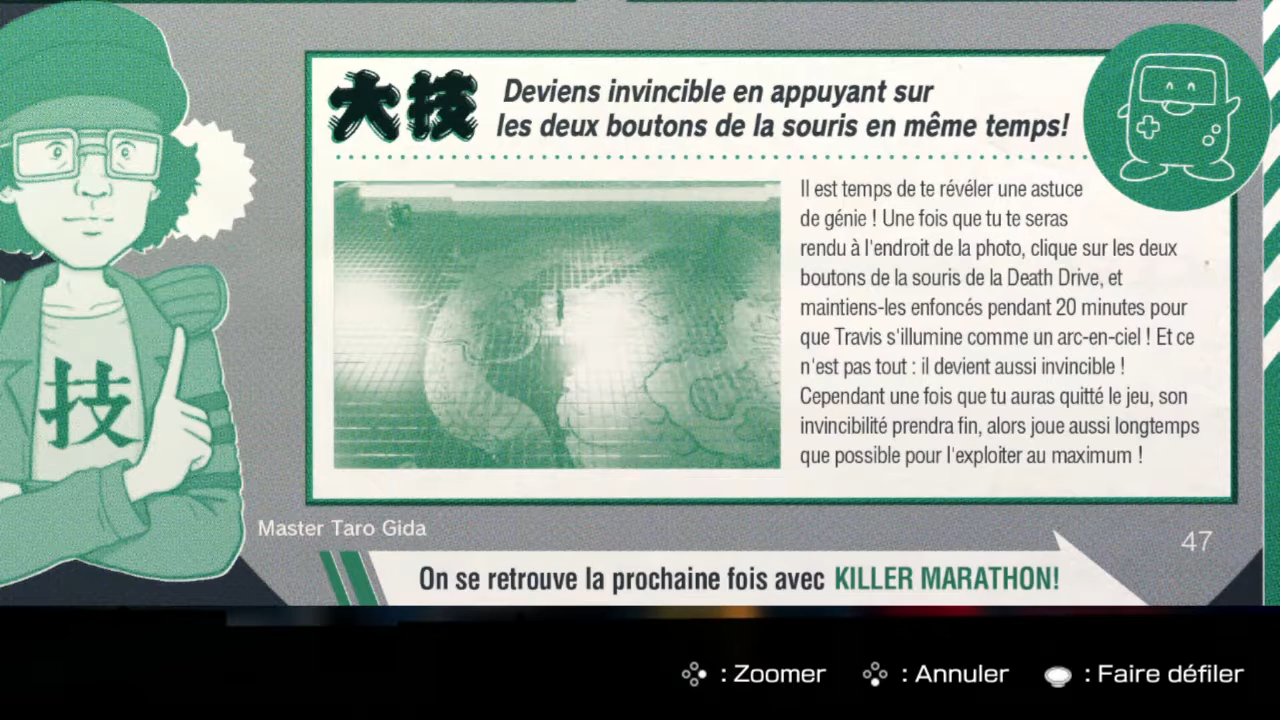 大技
Deviens invincible en appuyant sur
les deux boutons de la souris en même temps!
Il est temps de te révéler une astuce
de génie ! Une fois que tu te seras
rendu à l'endroit de la photo, clique sur les deux
boutons de la souris de la Death Drive, et
maintiens-les enfoncés pendant 20 minutes pour
que Travis s'illumine comme un arc-en-ciel ! Et ce
n'est pas tout : il devient aussi invincible !
Cependant une fois que tu auras quitté le jeu, son
invincibilité prendra fin, alors joue aussi longtemps
que possible pour l'exploiter au maximum !
技
Master Taro Gida
47
On se retrouve la prochaine fois avec KILLER MARATHON!
: Zoomer : Annuler : Faire défiler